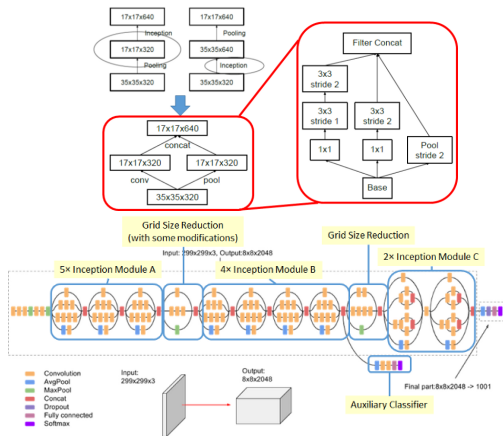 17x17x640
17x17x640
Inception
Pooling
17x17x320
35x35x640
Pooling
Inception
35x35x320
35x35x320
17x17x640
concat
17x17x320
17x17x320
conv
pool
35x35x320
Filter Concat
3x3
stride 2
3x3
stride 1
3x3
stride 2
1x1
1x1
Pool
stride 2
Base
Grid Size Reduction
(with some modifications)
Grid Size Reduction
Input: 299x299x3, Output:8x8x2048
5× Inception Module A
4× Inception Module B
2× Inception Module C
Convolution
AvgPool
MaxPool
Concat
Dropout
Fully connected
Softmax
Input:
299x299x3
Output:
8x8x2048
Final part:8x8x2048 -> 1001
Auxiliary Classifier